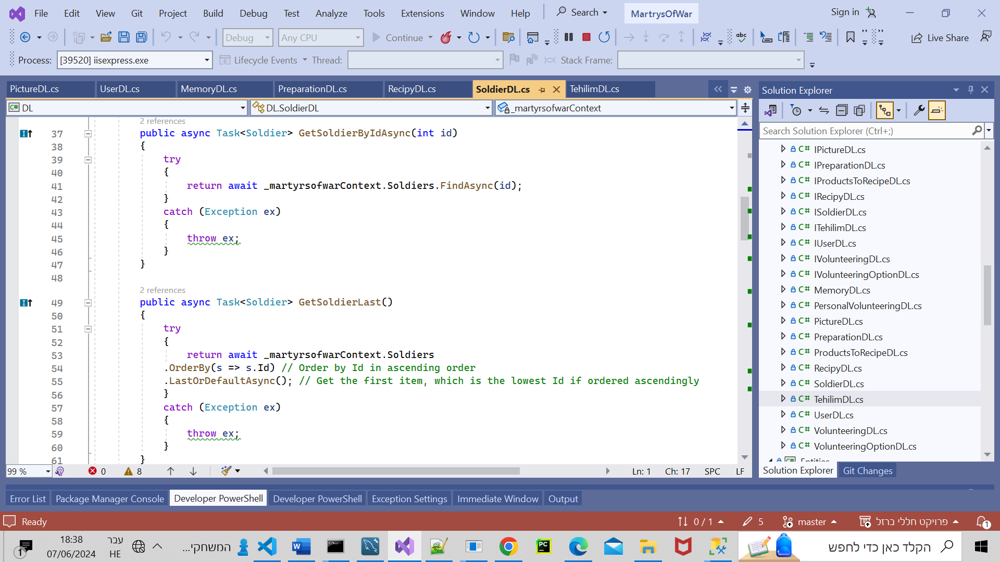 File Edit View Git Project Build Debug Test Analyze Tools Extensions Window Help Search MartrysOfWar Sign in
Debug Any CPU Continue Live Share
Process: [39520] iisexpress.exe Lifecycle Events Thread: Stack Frame:
PictureDL.cs UserDL.cs MemoryDL.cs PreparationDL.cs RecipyDL.cs SoldierDL.cs TehilimDL.cs
DL DL.SoldierDL _martyrsofwarContext
2 references
37 public async Task<Soldier> GetSoldierByIdAsync(int id)
38 {
39 try
40 {
41 return await _martyrsofwarContext.Soldiers.FindAsync(id);
42 }
43 catch (Exception ex)
44 {
45 throw ex;
46 }
47 }
48
2 references
49 public async Task<Soldier> GetSoldierLast()
50 {
51 try
52 {
53 return await _martyrsofwarContext.Soldiers
54 .OrderBy(s => s.Id) // Order by Id in ascending order
55 .LastOrDefaultAsync(); // Get the first item, which is the lowest Id if ordered ascendingly
56 }
57 catch (Exception ex)
58 {
59 throw ex;
60 }
61 }
99 % 0 8 Ln: 1 Ch: 17 SPC LF
Solution Explorer
Search Solution Explorer (Ctrl+;)
C# IPictureDL.cs
C# IPreparationDL.cs
C# IProductsToRecipeDL.cs
C# IRecipyDL.cs
C# ISoldierDL.cs
C# ITehilimDL.cs
C# IUserDL.cs
C# IVolunteeringDL.cs
C# IVolunteeringOptionDL.cs
C# MemoryDL.cs
C# PersonalVolunteeringDL.cs
C# PictureDL.cs
C# PreparationDL.cs
C# ProductsToRecipeDL.cs
C# RecipyDL.cs
C# SoldierDL.cs
C# TehilimDL.cs
C# UserDL.cs
C# VolunteeringDL.cs
C# VolunteeringOptionDL.cs
C# Entities
Solution Explorer Git Changes
Error List Package Manager Console Developer PowerShell Developer PowerShell Exception Settings Immediate Window Output
Ready 0 / 1 5 master פרויקט חללי ברזל 1
18:38
07/06/2024
עבר
HE
המשחקי...
הקלד כאן כדי לחפש
1